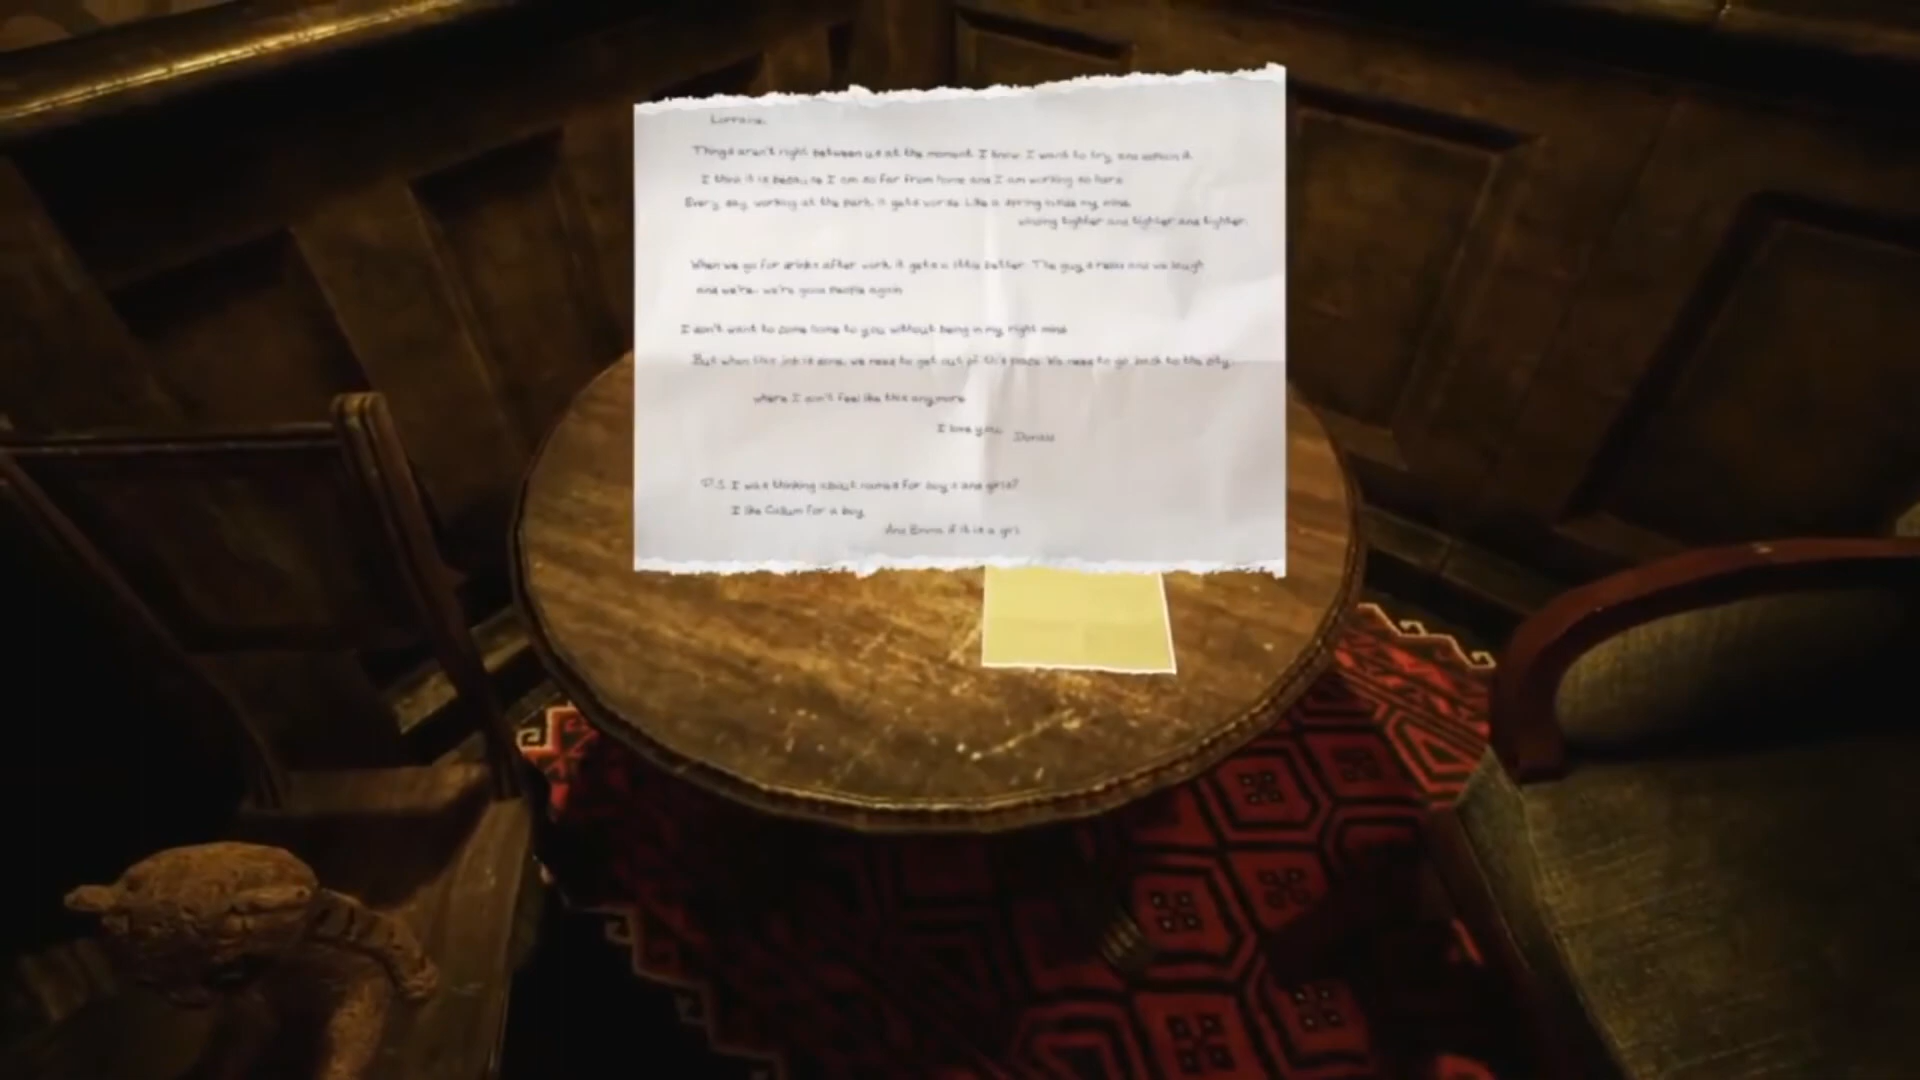 Lorraine.
Things aren't right between us at the moment. I know. I want to try and explain it.
I think it is because I am so far from home and I am working so hard.
Every day working at the park, it gets worse. Like a spring inside my mind,
winding tighter and tighter and tighter.
When we go for drinks after work, it gets a little better. The guys relax and we laugh
and we're. we're good people again
I don't want to come home to you without being in my right mind
But when this job is done, we need to get out of this place. We need to go back to the city.
where I don't feel like this anymore
I love you. Donald
P.S. I was thinking about names for boys and girls?
I like Callum for a boy.
And Emma if it is a girl